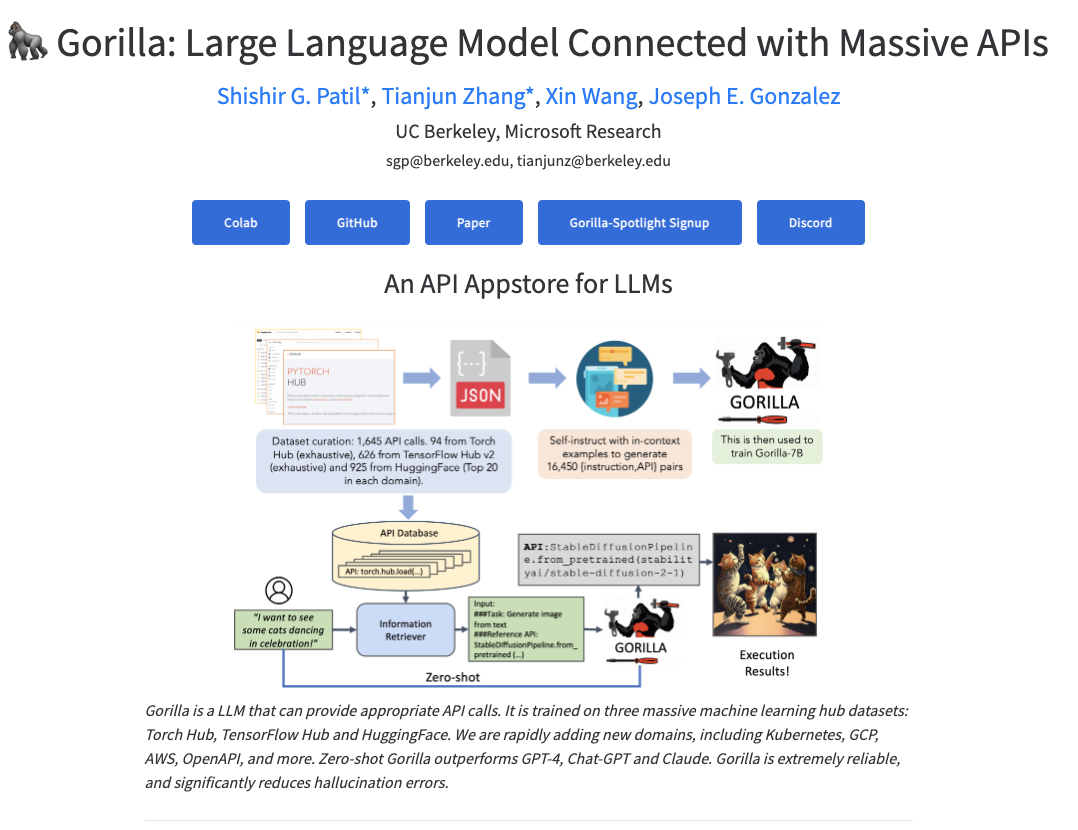 Gorilla: Large Language Model Connected with Massive APIs
Shishir G. Patil*, Tianjun Zhang*, Xin Wang, Joseph E. Gonzalez
UC Berkeley, Microsoft Research
sgp@berkeley.edu, tianjunz@berkeley.edu
Colab
GitHub
Paper
Gorilla-Spotlight Signup
Discord
An API Appstore for LLMs
PYTORCH
HUB
{...}
JSON
GORILLA
Dataset curation: 1,645 API calls. 94 from Torch
Hub (exhaustive), 626 from TensorFlow Hub v2
(exhaustive) and 925 from HuggingFace (Top 20
in each domain).
Self-instruct with in-context
examples to generate
16,450 {instruction,API} pairs
This is then used to
train Gorilla-7B
API Database
API: torch.hub.load(...)
"I want to see
some cats dancing
in celebration!"
Information
Retriever
Input:
###Task: Generate image
from text
###Reference API:
StableDiffusionPipeline.from_
pretrained (...)
API:StableDiffusionPipelin
e.from_pretrained(stabilit
yai/stable-diffusion-2-1)
GORILLA
Execution
Results!
Zero-shot
Gorilla is a LLM that can provide appropriate API calls. It is trained on three massive machine learning hub datasets:
Torch Hub, TensorFlow Hub and HuggingFace. We are rapidly adding new domains, including Kubernetes, GCP,
AWS, OpenAPI, and more. Zero-shot Gorilla outperforms GPT-4, Chat-GPT and Claude. Gorilla is extremely reliable,
and significantly reduces hallucination errors.